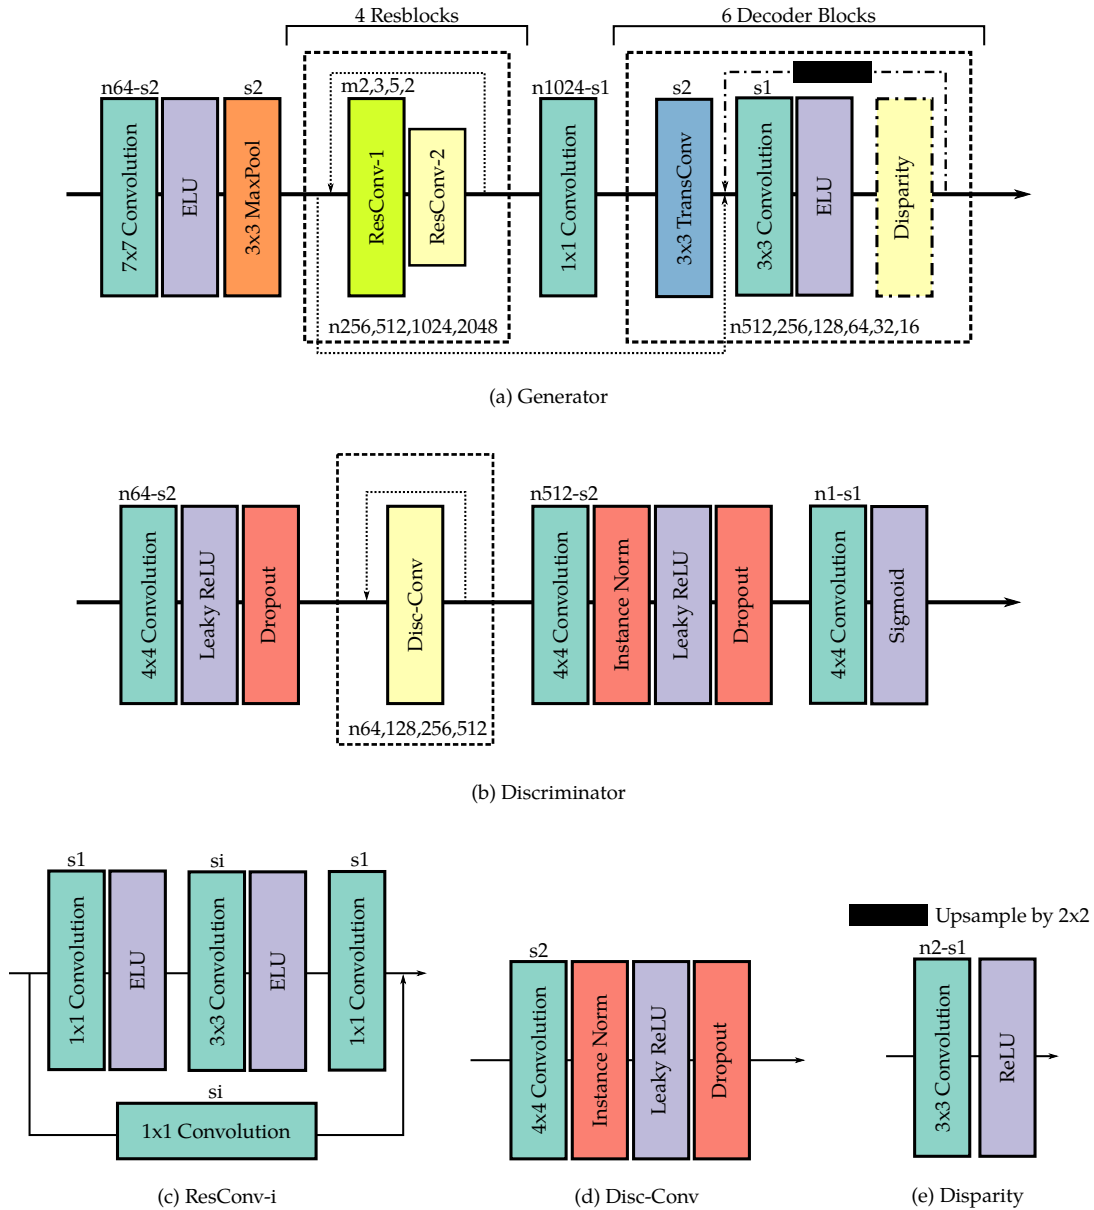 4 Resblocks
6 Decoder Blocks
n64-s2
s2
m2,3,5,2
n1024-s1
s2
s1
7x7 Convolution
ELU
3x3 MaxPool
ResConv-1
ResConv-2
1x1 Convolution
3x3 TransConv
3x3 Convolution
ELU
Disparity
n256,512,1024,2048
n512,256,128,64,32,16
(a) Generator
n64-s2
n512-s2
n1-s1
4x4 Convolution
Leaky ReLU
Dropout
Disc-Conv
4x4 Convolution
Instance Norm
Leaky ReLU
Dropout
4x4 Convolution
Sigmoid
n64,128,256,512
(b) Discriminator
s1
si
s1
1x1 Convolution
ELU
3x3 Convolution
ELU
1x1 Convolution
si
1x1 Convolution
(c) ResConv-i
s2
4x4 Convolution
Instance Norm
Leaky ReLU
Dropout
(d) Disc-Conv
Upsample by 2x2
n2-s1
3x3 Convolution
ReLU
(e) Disparity